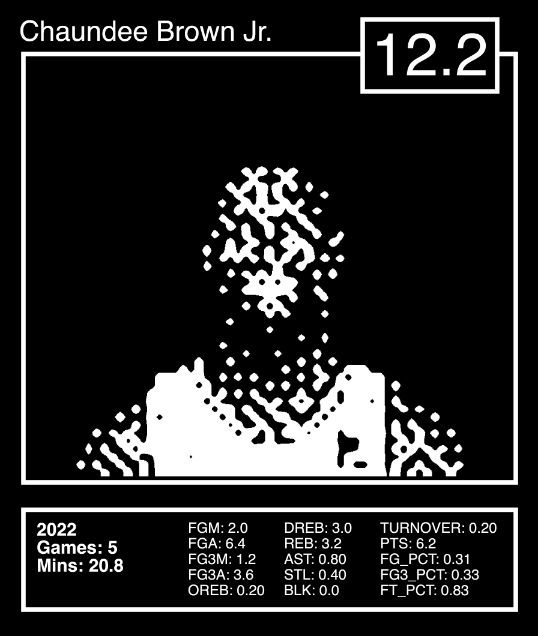 Chaundee Brown Jr.
12.2
2022
Games: 5
Mins: 20.8
FGM: 2.0
FGA: 6.4
FG3M: 1.2
FG3A: 3.6
OREB: 0.20
DREB: 3.0
REB: 3.2
AST: 0.80
STL: 0.40
BLK: 0.0
TURNOVER: 0.20
PTS: 6.2
FG_PCT: 0.31
FG3_PCT: 0.33
FT_PCT: 0.83